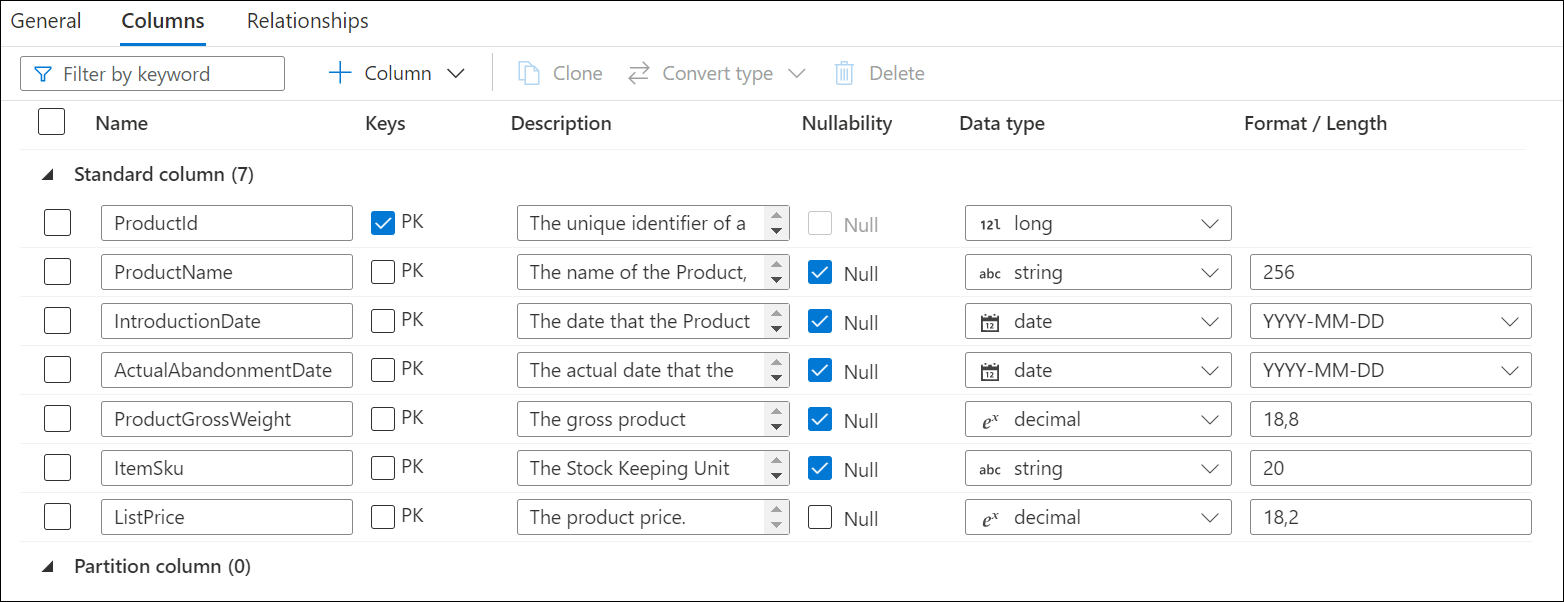 General Columns Relationships
Filter by keyword + Column Clone Convert type Delete
Name Keys Description Nullability Data type Format / Length
Standard column (7)
ProductId PK The unique identifier of a Null 12l long
ProductName PK The name of the Product, Null abc string 256
IntroductionDate PK The date that the Product Null 12 date YYYY-MM-DD
ActualAbandonmentDate PK The actual date that the Null 12 date YYYY-MM-DD
ProductGrossWeight PK The gross product Null eˣ decimal 18,8
ItemSku PK The Stock Keeping Unit Null abc string 20
ListPrice PK The product price. Null eˣ decimal 18,2
Partition column (0)